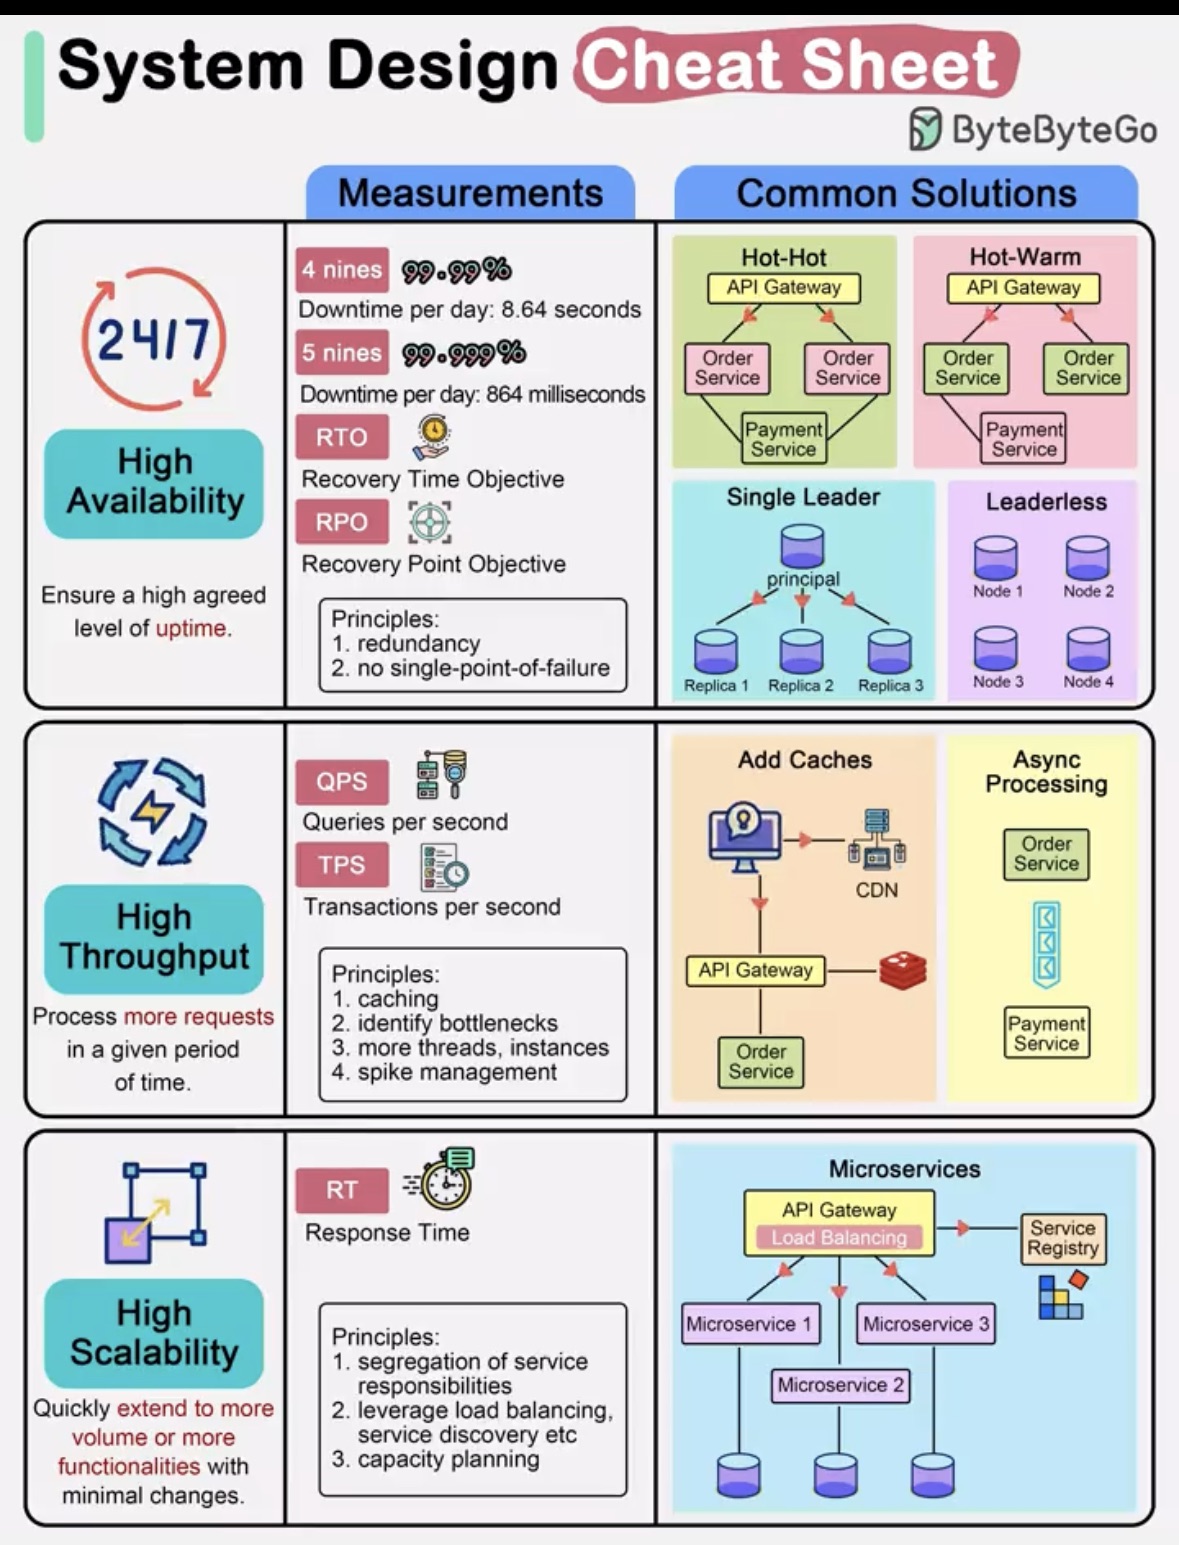 System Design Cheat Sheet
ByteByteGo
Measurements
Common Solutions
24/7
High
Availability
Ensure a high agreed
level of uptime.
4 nines 99.99%
Downtime per day: 8.64 seconds
5 nines 99.999%
Downtime per day: 864 milliseconds
RTO
Recovery Time Objective
RPO
Recovery Point Objective
Principles:
1. redundancy
2. no single-point-of-failure
Hot-Hot
API Gateway
Order
Service
Order
Service
Payment
Service
Hot-Warm
API Gateway
Order
Service
Order
Service
Payment
Service
Single Leader
principal
Replica 1
Replica 2
Replica 3
Leaderless
Node 1
Node 2
Node 3
Node 4
High
Throughput
Process more requests
in a given period
of time.
QPS
Queries per second
TPS
Transactions per second
Principles:
1. caching
2. identify bottlenecks
3. more threads, instances
4. spike management
Add Caches
CDN
API Gateway
Order
Service
Async
Processing
Order
Service
Payment
Service
High
Scalability
Quickly extend to more
volume or more
functionalities with
minimal changes.
RT
Response Time
Principles:
1. segregation of service
responsibilities
2. leverage load balancing,
service discovery etc
3. capacity planning
Microservices
API Gateway
Load Balancing
Service
Registry
Microservice 1
Microservice 3
Microservice 2